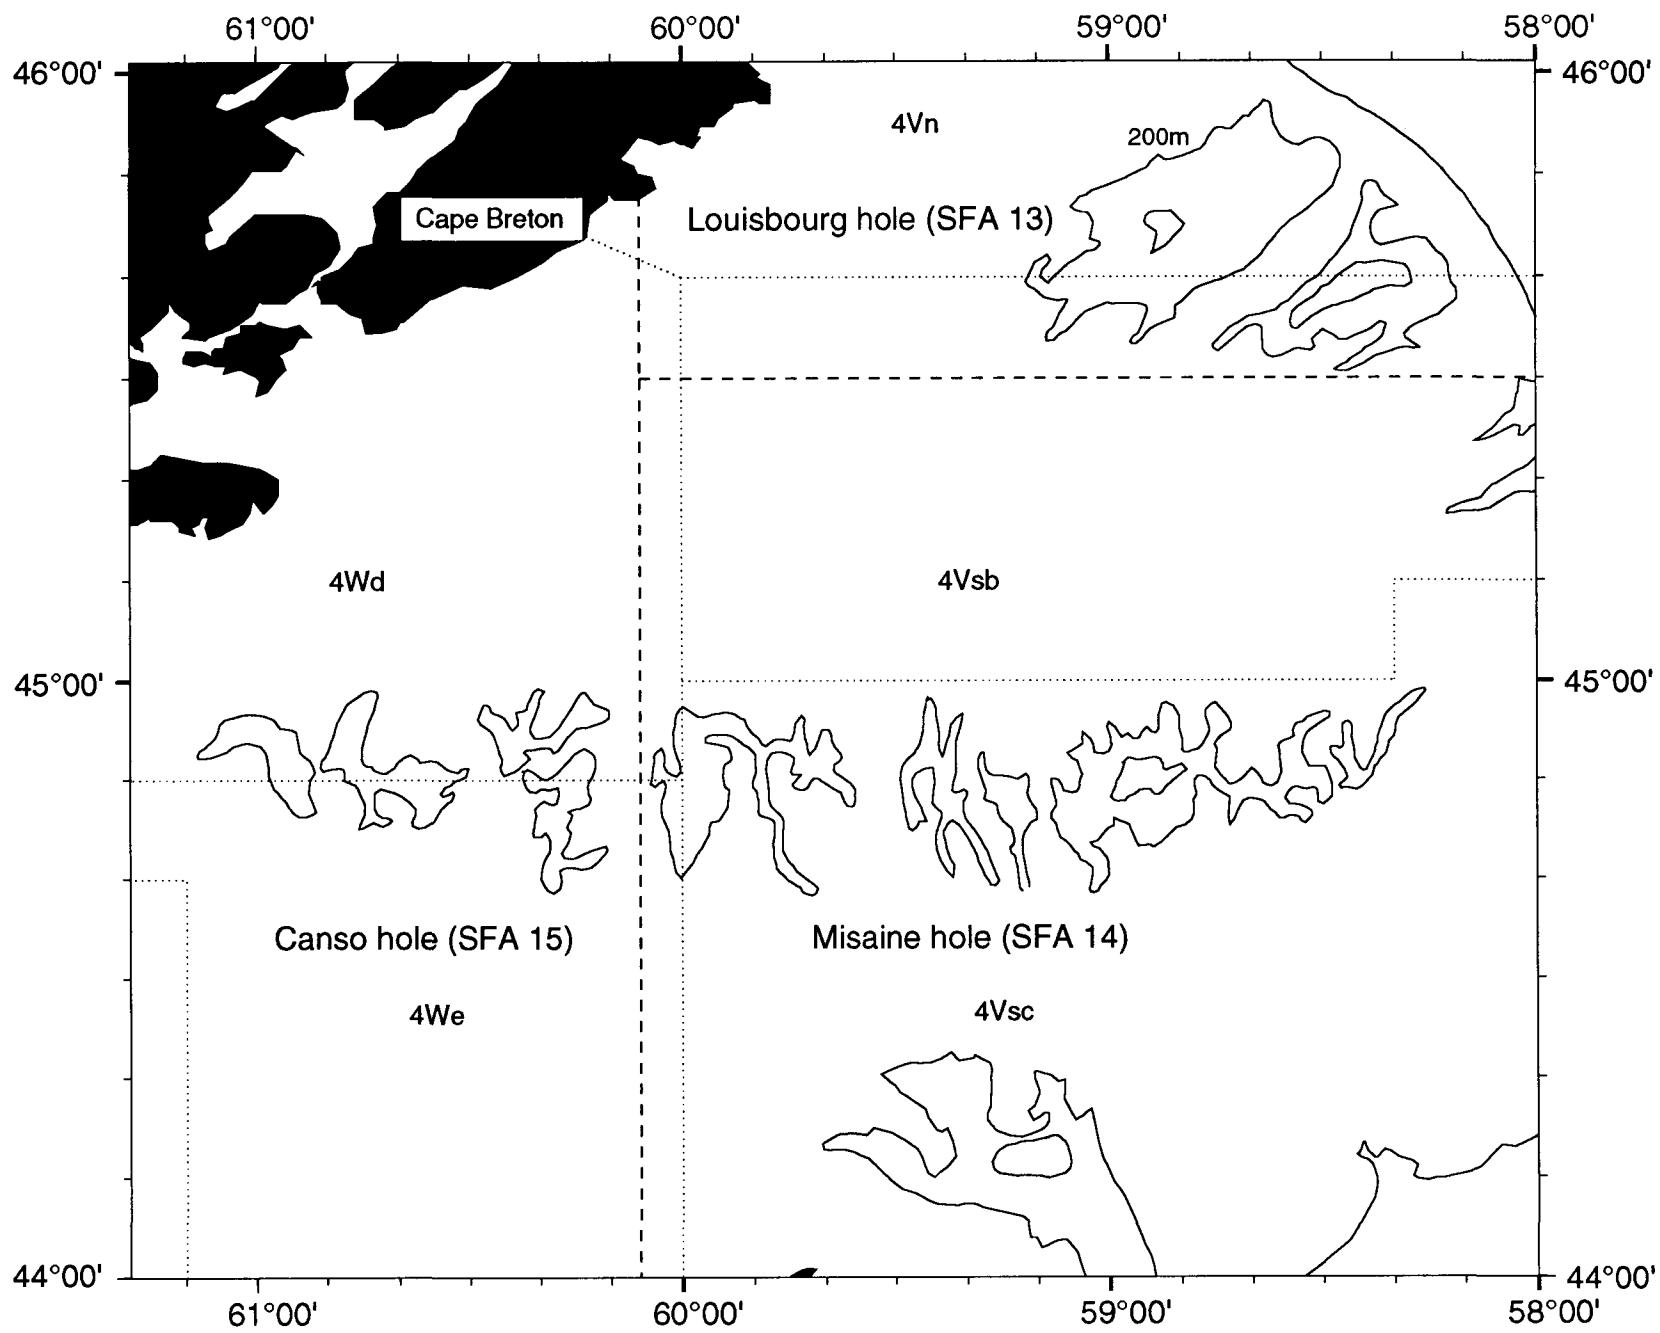 61°00' 60°00' 59°00' 58°00'
46°00' 46°00'
4Vn
200m
Cape Breton
Louisbourg hole (SFA 13)
4Wd
4Vsb
45°00' 45°00'
Canso hole (SFA 15)
Misaine hole (SFA 14)
4We
4Vsc
44°00' 44°00'
61°00' 60°00' 59°00' 58°00'